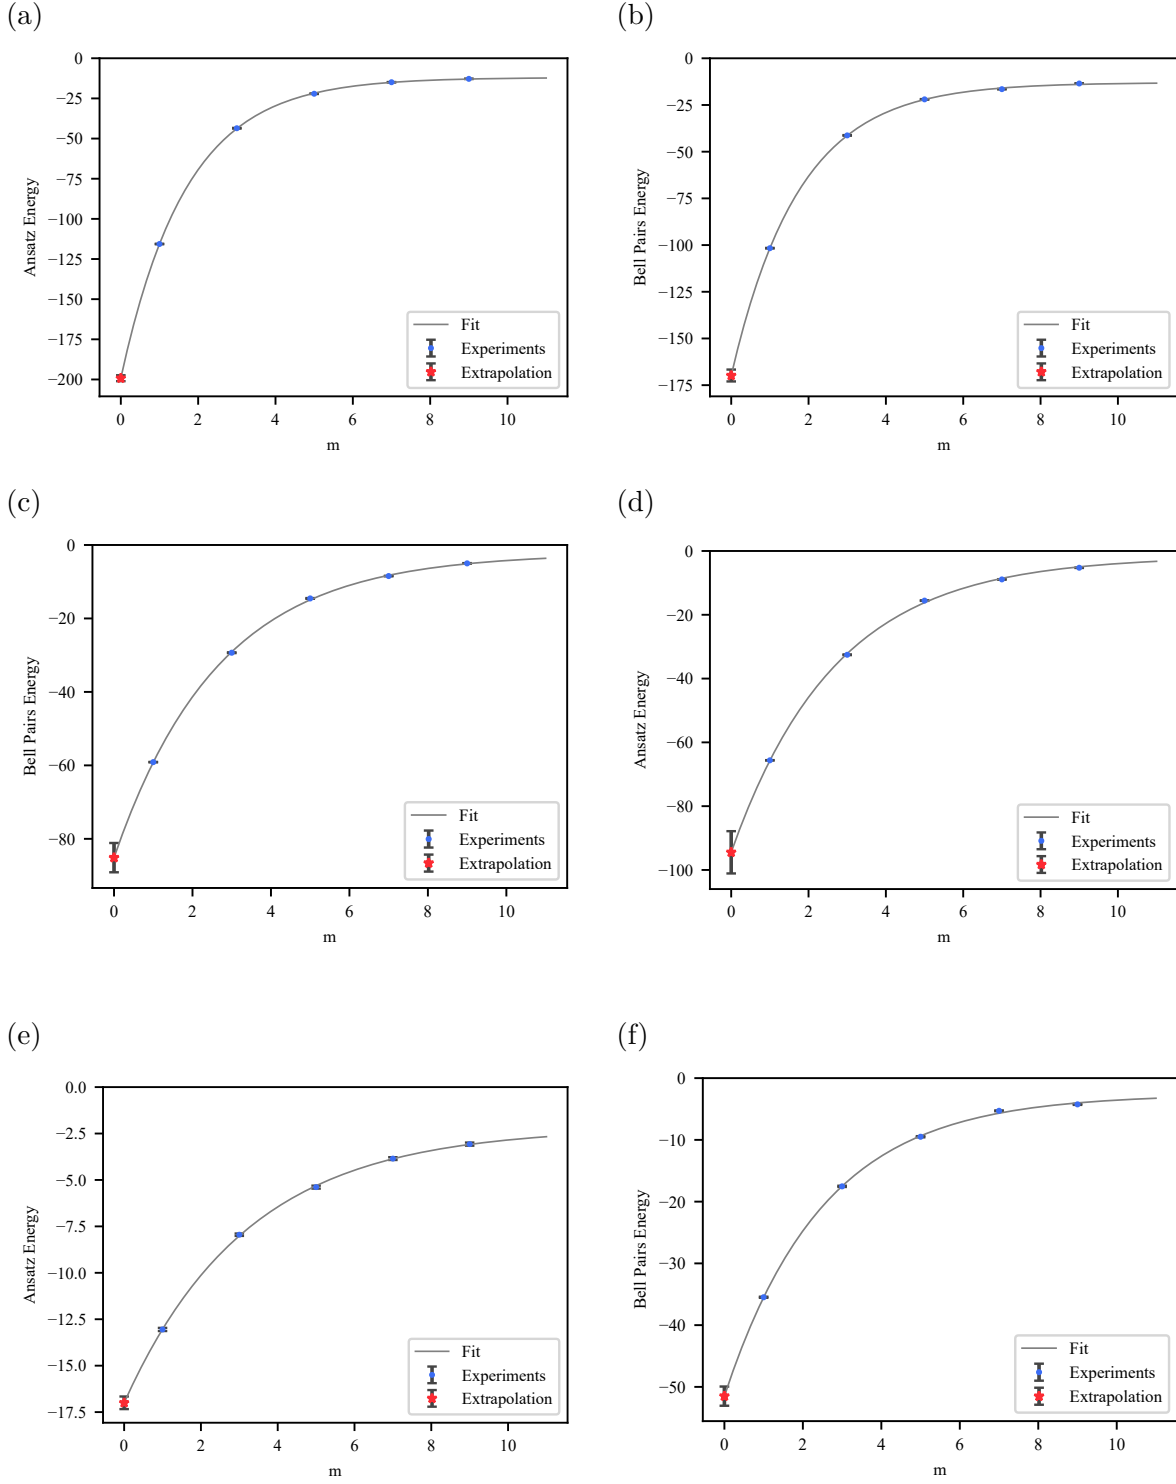 (a)
0
−25
−50
−75
−100
−125
−150
−175
−200
Ansatz Energy
0 2 4 6 8 10
m
Fit
Experiments
Extrapolation
(b)
0
−25
−50
−75
−100
−125
−150
−175
Bell Pairs Energy
0 2 4 6 8 10
m
Fit
Experiments
Extrapolation
(c)
0
−20
−40
−60
−80
Bell Pairs Energy
0 2 4 6 8 10
m
Fit
Experiments
Extrapolation
(d)
0
−20
−40
−60
−80
−100
Ansatz Energy
0 2 4 6 8 10
m
Fit
Experiments
Extrapolation
(e)
0.0
−2.5
−5.0
−7.5
−10.0
−12.5
−15.0
−17.5
Ansatz Energy
0 2 4 6 8 10
m
Fit
Experiments
Extrapolation
(f)
0
−10
−20
−30
−40
−50
Bell Pairs Energy
0 2 4 6 8 10
m
Fit
Experiments
Extrapolation